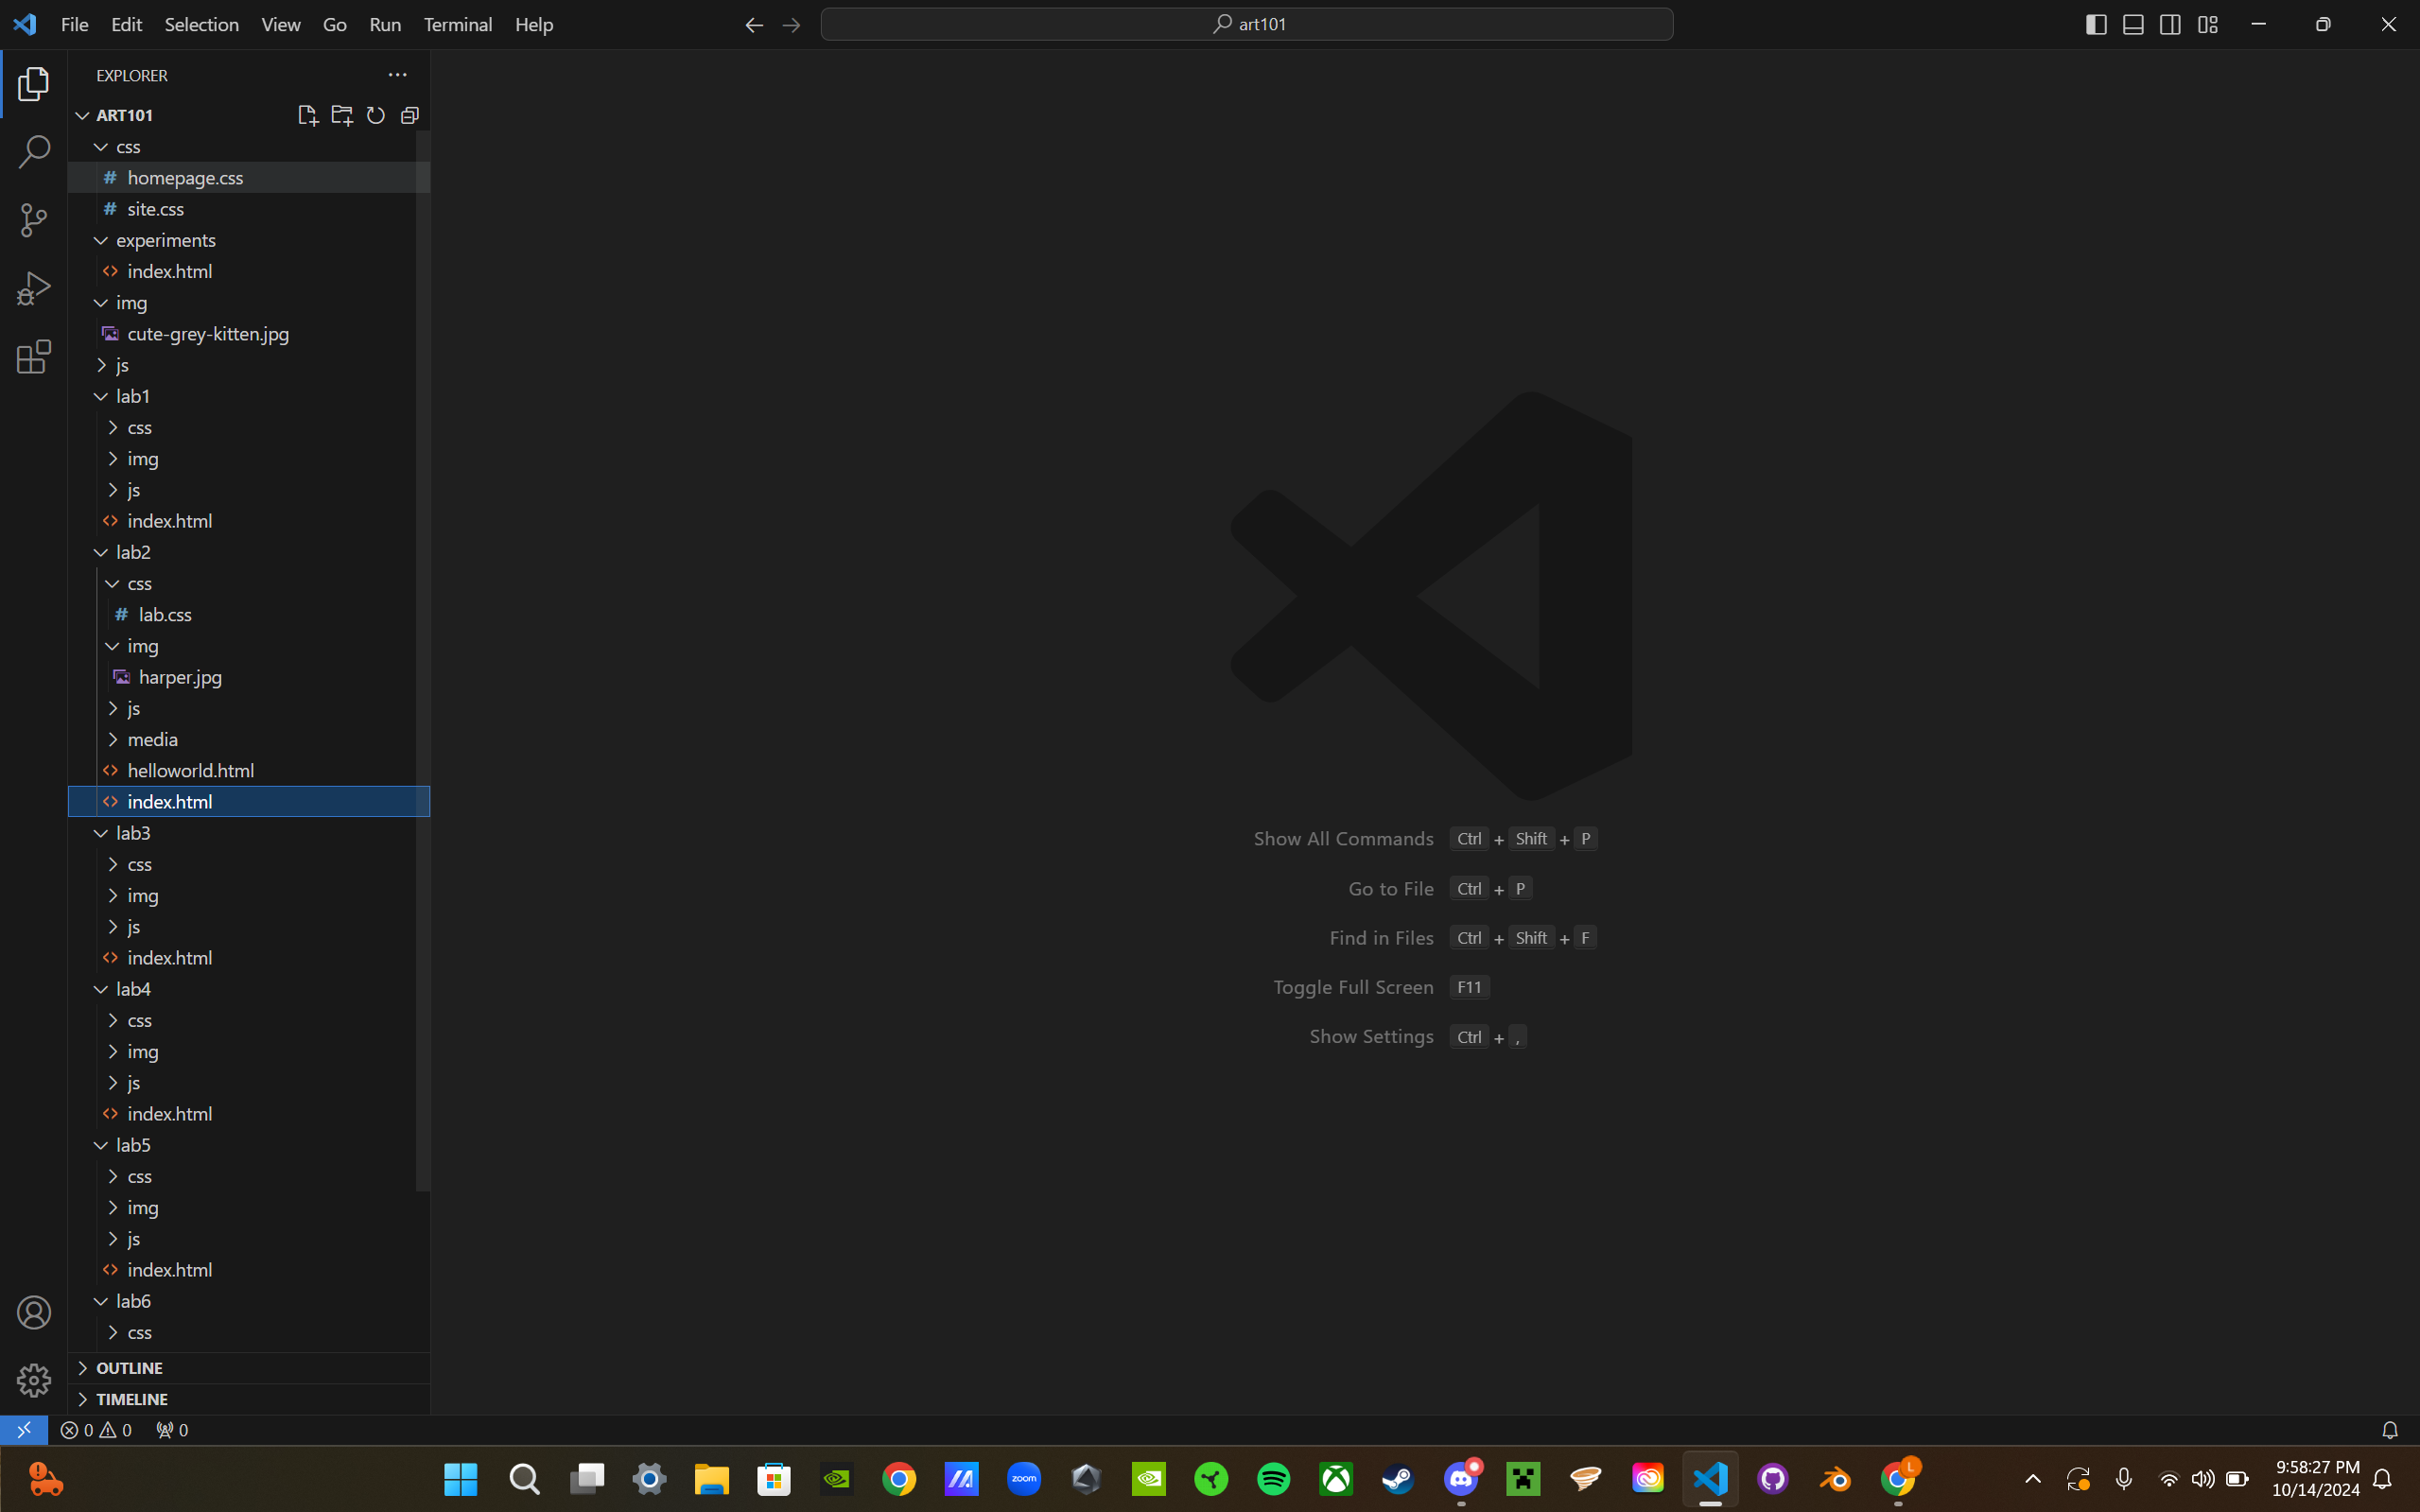 File Edit Selection View Go Run Terminal Help
art101
EXPLORER
ART101
css
homepage.css
site.css
experiments
index.html
img
cute-grey-kitten.jpg
js
lab1
css
img
js
index.html
lab2
css
lab.css
img
harper.jpg
js
media
helloworld.html
index.html
lab3
css
img
js
index.html
lab4
css
img
js
index.html
lab5
css
img
js
index.html
lab6
css
OUTLINE
TIMELINE
Show All Commands Ctrl + Shift + P
Go to File Ctrl + P
Find in Files Ctrl + Shift + F
Toggle Full Screen F11
Show Settings Ctrl + ,
0 0 0
zoom
L
9:58:27 PM
10/14/2024